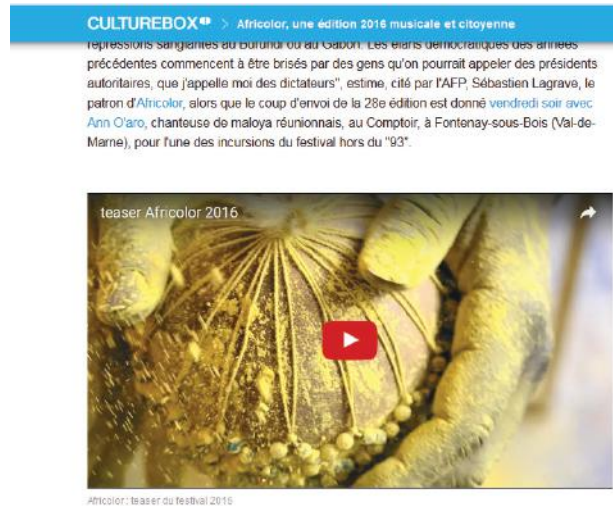 CULTUREBOX > Africolor, une édition 2016 musicale et citoyenne
répressions sanglantes au Burundi ou au Gabon. Les élans démocratiques des années
précédentes commencent à être brisés par des gens qu'on pourrait appeler des présidents
autoritaires, que j'appelle moi des dictateurs", estime, cité par l'AFP, Sébastien Lagrave, le
patron d'Africolor, alors que le coup d'envoi de la 28e édition est donné vendredi soir avec
Ann O'aro, chanteuse de maloya réunionnais, au Comptoir, à Fontenay-sous-Bois (Val-de-
Marne), pour l'une des incursions du festival hors du "93".
teaser Africolor 2016
Africolor : teaser du festival 2016